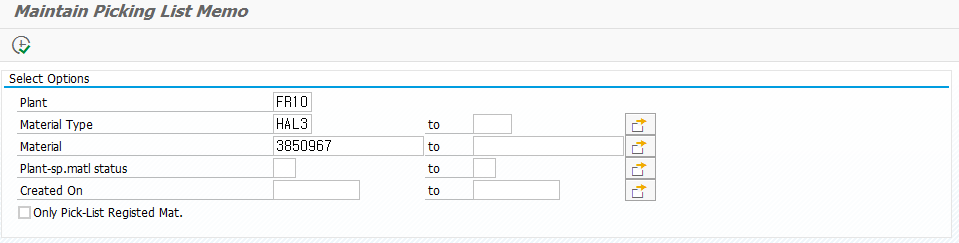 Maintain Picking List Memo
Select Options
Plant FR10
Material Type HAL3 to
Material 3850967 to
Plant-sp.matl status to
Created On to
Only Pick-List Registed Mat.